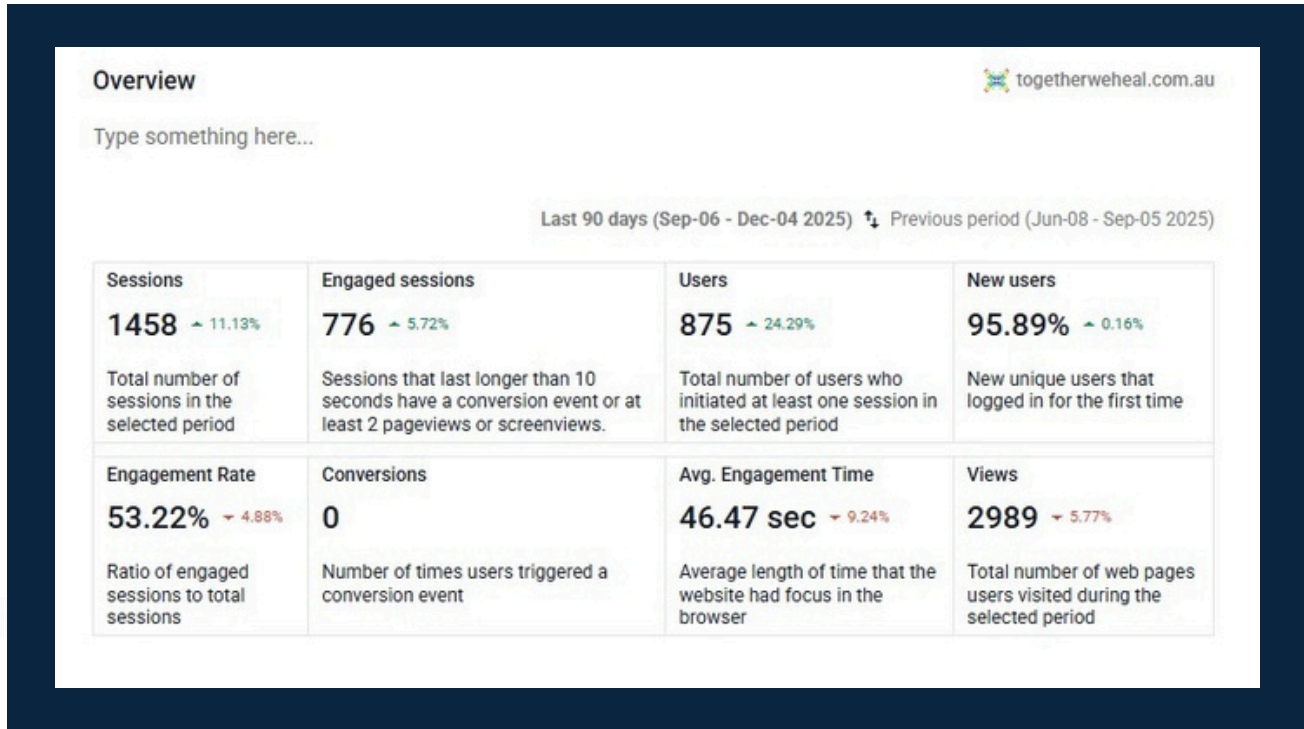 Overview
togetherweheal.com.au
Type something here...
Last 90 days (Sep-06 - Dec-04 2025) Previous period (Jun-08 - Sep-05 2025)
Sessions
1458 11.13%
Total number of
sessions in the
selected period
Engaged sessions
776 5.72%
Sessions that last longer than 10
seconds have a conversion event or at
least 2 pageviews or screenviews.
Users
875 24.29%
Total number of users who
initiated at least one session in
the selected period
New users
95.89% 0.16%
New unique users that
logged in for the first time
Engagement Rate
53.22% 4.88%
Ratio of engaged
sessions to total
sessions
Conversions
0
Number of times users triggered a
conversion event
Avg. Engagement Time
46.47 sec 9.24%
Average length of time that the
website had focus in the
browser
Views
2989 5.77%
Total number of web pages
users visited during the
selected period